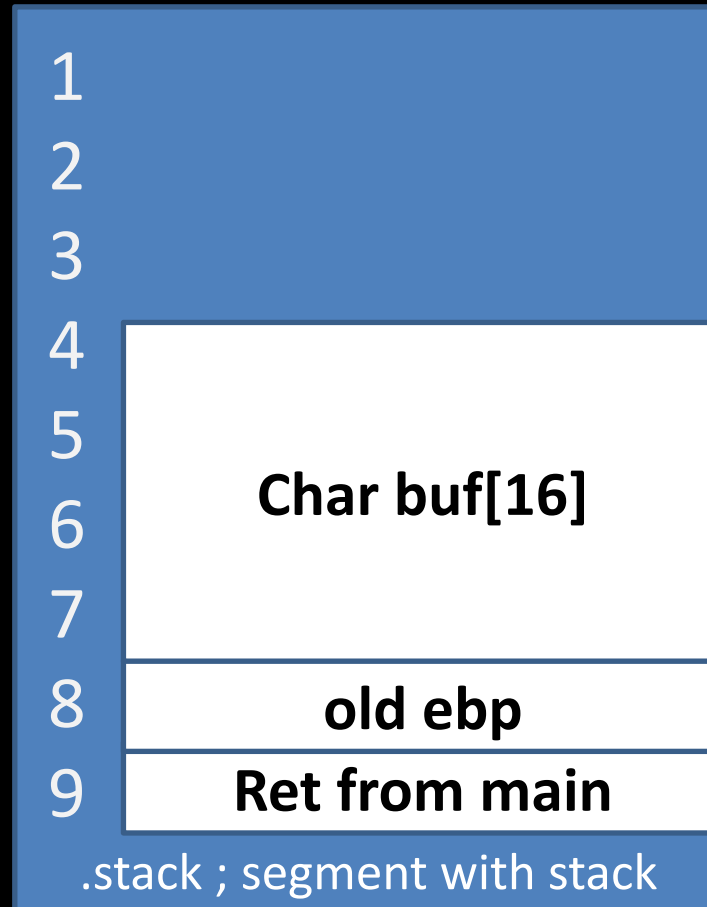 1
2
3
4
5
Char buf[16]
6
7
8 old ebp
9 Ret from main
.stack ; segment with stack